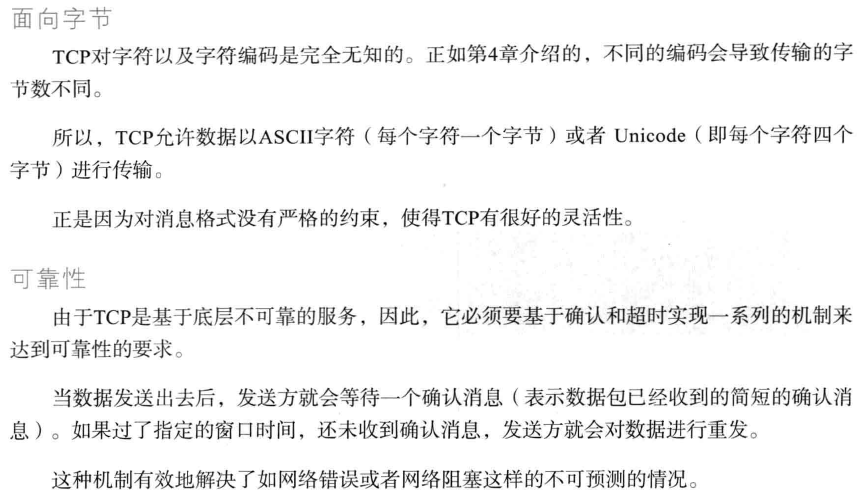 面向字节
TCP对字符以及字符编码是完全无知的。正如第4章介绍的，不同的编码会导致传输的字
节数不同。
所以，TCP允许数据以ASCII字符（每个字符一个字节）或者 Unicode（即每个字符四个
字节）进行传输。
正是因为对消息格式没有严格的约束，使得TCP有很好的灵活性。
可靠性
由于TCP是基于底层不可靠的服务，因此，它必须要基于确认和超时实现一系列的机制来
达到可靠性的要求。
当数据发送出去后，发送方就会等待一个确认消息（表示数据包已经收到的简短的确认消
息）。如果过了指定的窗口时间，还未收到确认消息，发送方就会对数据进行重发。
这种机制有效地解决了如网络错误或者网络阻塞这样的不可预测的情况。